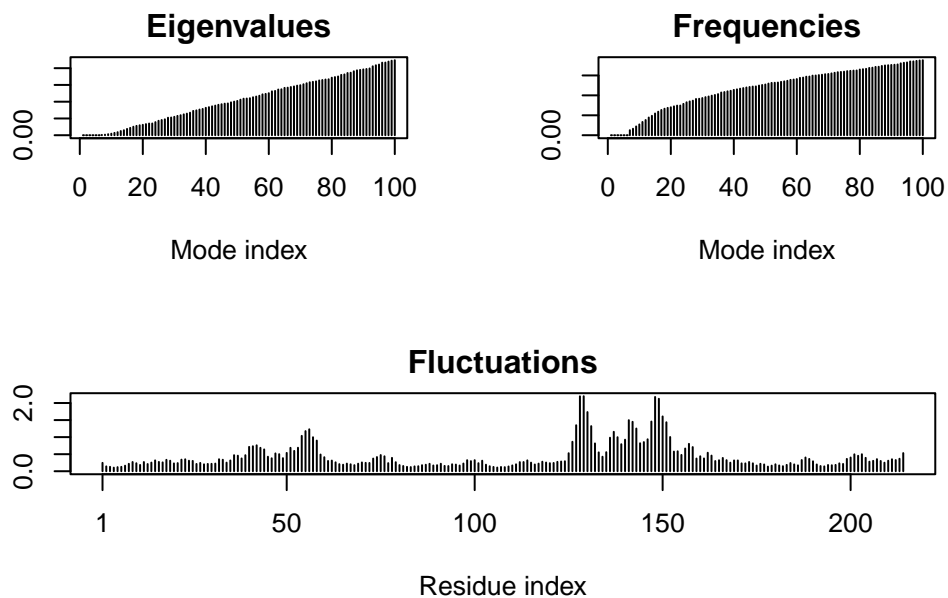 Eigenvalues
0.00
0 20 40 60 80 100
Mode index
Frequencies
0.00
0 20 40 60 80 100
Mode index
Fluctuations
2.0
0.0
1 50 100 150 200
Residue index